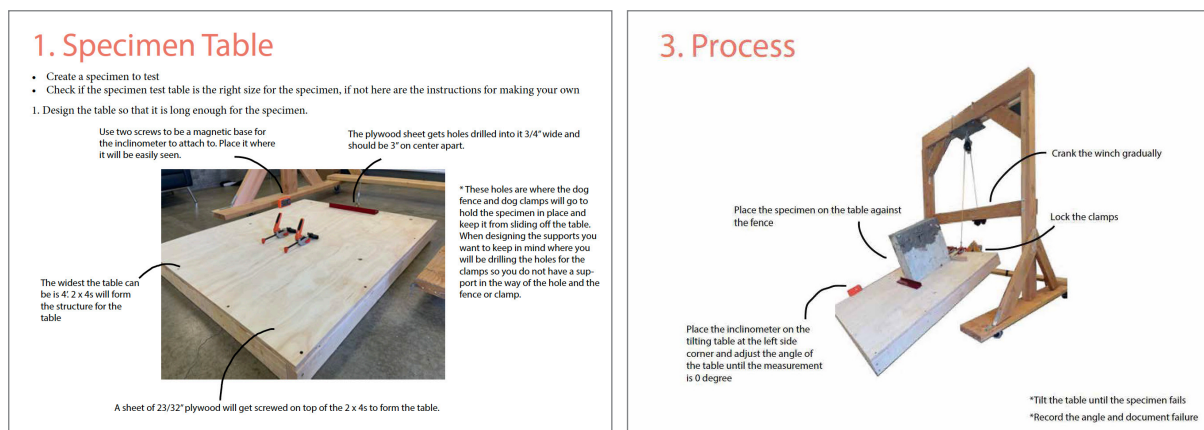 1. Specimen Table
• Create a specimen to test
• Check if the specimen test table is the right size for the specimen, if not here are the instructions for making your own
1. Design the table so that it is long enough for the specimen.
Use two screws to be a magnetic base for
the inclinometer to attach to. Place it where
it will be easily seen.
The plywood sheet gets holes drilled into it 3/4" wide and
should be 3" on center apart.
* These holes are where the dog
fence and dog clamps will go to
hold the specimen in place and
keep it from sliding off the table.
When designing the supports you
want to keep in mind where you
will be drilling the holes for the
clamps so you do not have a sup-
port in the way of the hole and the
fence or clamp.
The widest the table can
be is 4'. 2 x 4s will form
the structure for the
table
A sheet of 23/32" plywood will get screwed on top of the 2 x 4s to form the table.
3. Process
Crank the winch gradually
Place the specimen on the table against
the fence
Lock the clamps
Place the inclinometer on the
tilting table at the left side
corner and adjust the angle of
the table until the measurement
is 0 degree
*Tilt the table until the specimen fails
*Record the angle and document failure